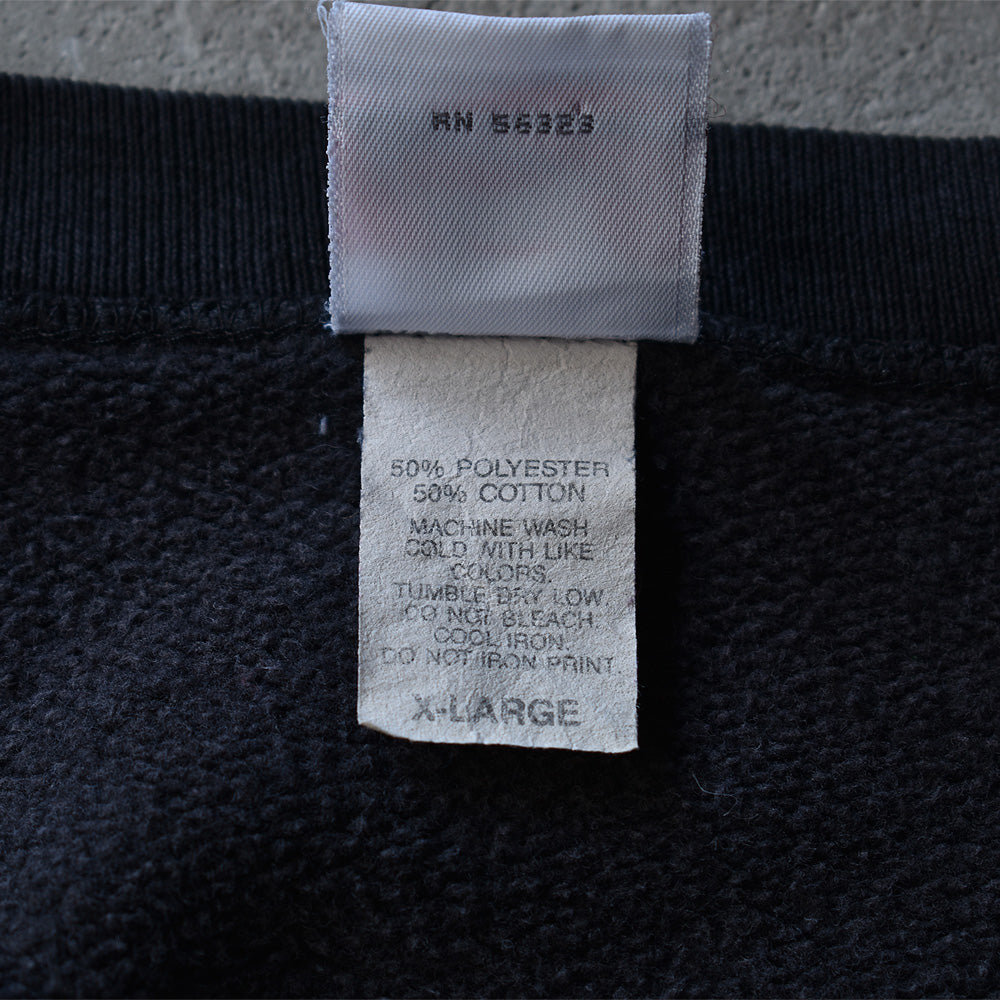 RN 56323
50% POLYESTER
50% COTTON
MACHINE WASH
COLD WITH LIKE
COLORS.
TUMBLE DRY LOW.
DO NOT BLEACH
COOL IRON.
DO NOT IRON PRINT.
X-LARGE